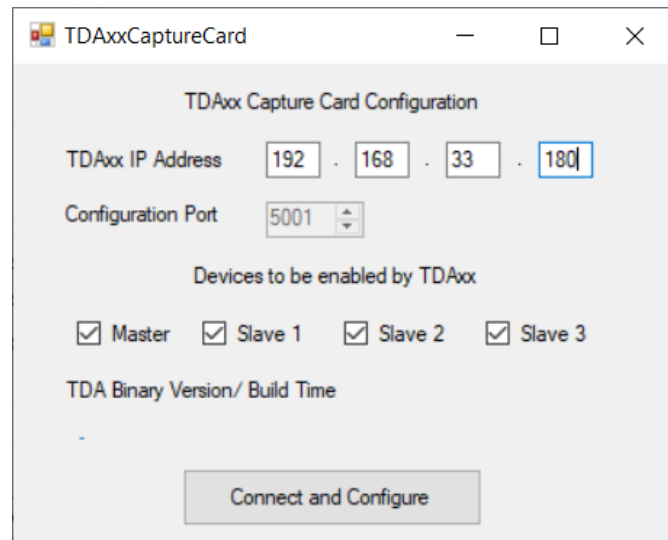 TDAxxCaptureCard
TDAxx Capture Card Configuration
TDAxx IP Address 192 . 168 . 33 . 180
Configuration Port 5001
Devices to be enabled by TDAxx
Master Slave 1 Slave 2 Slave 3
TDA Binary Version/ Build Time
-
Connect and Configure